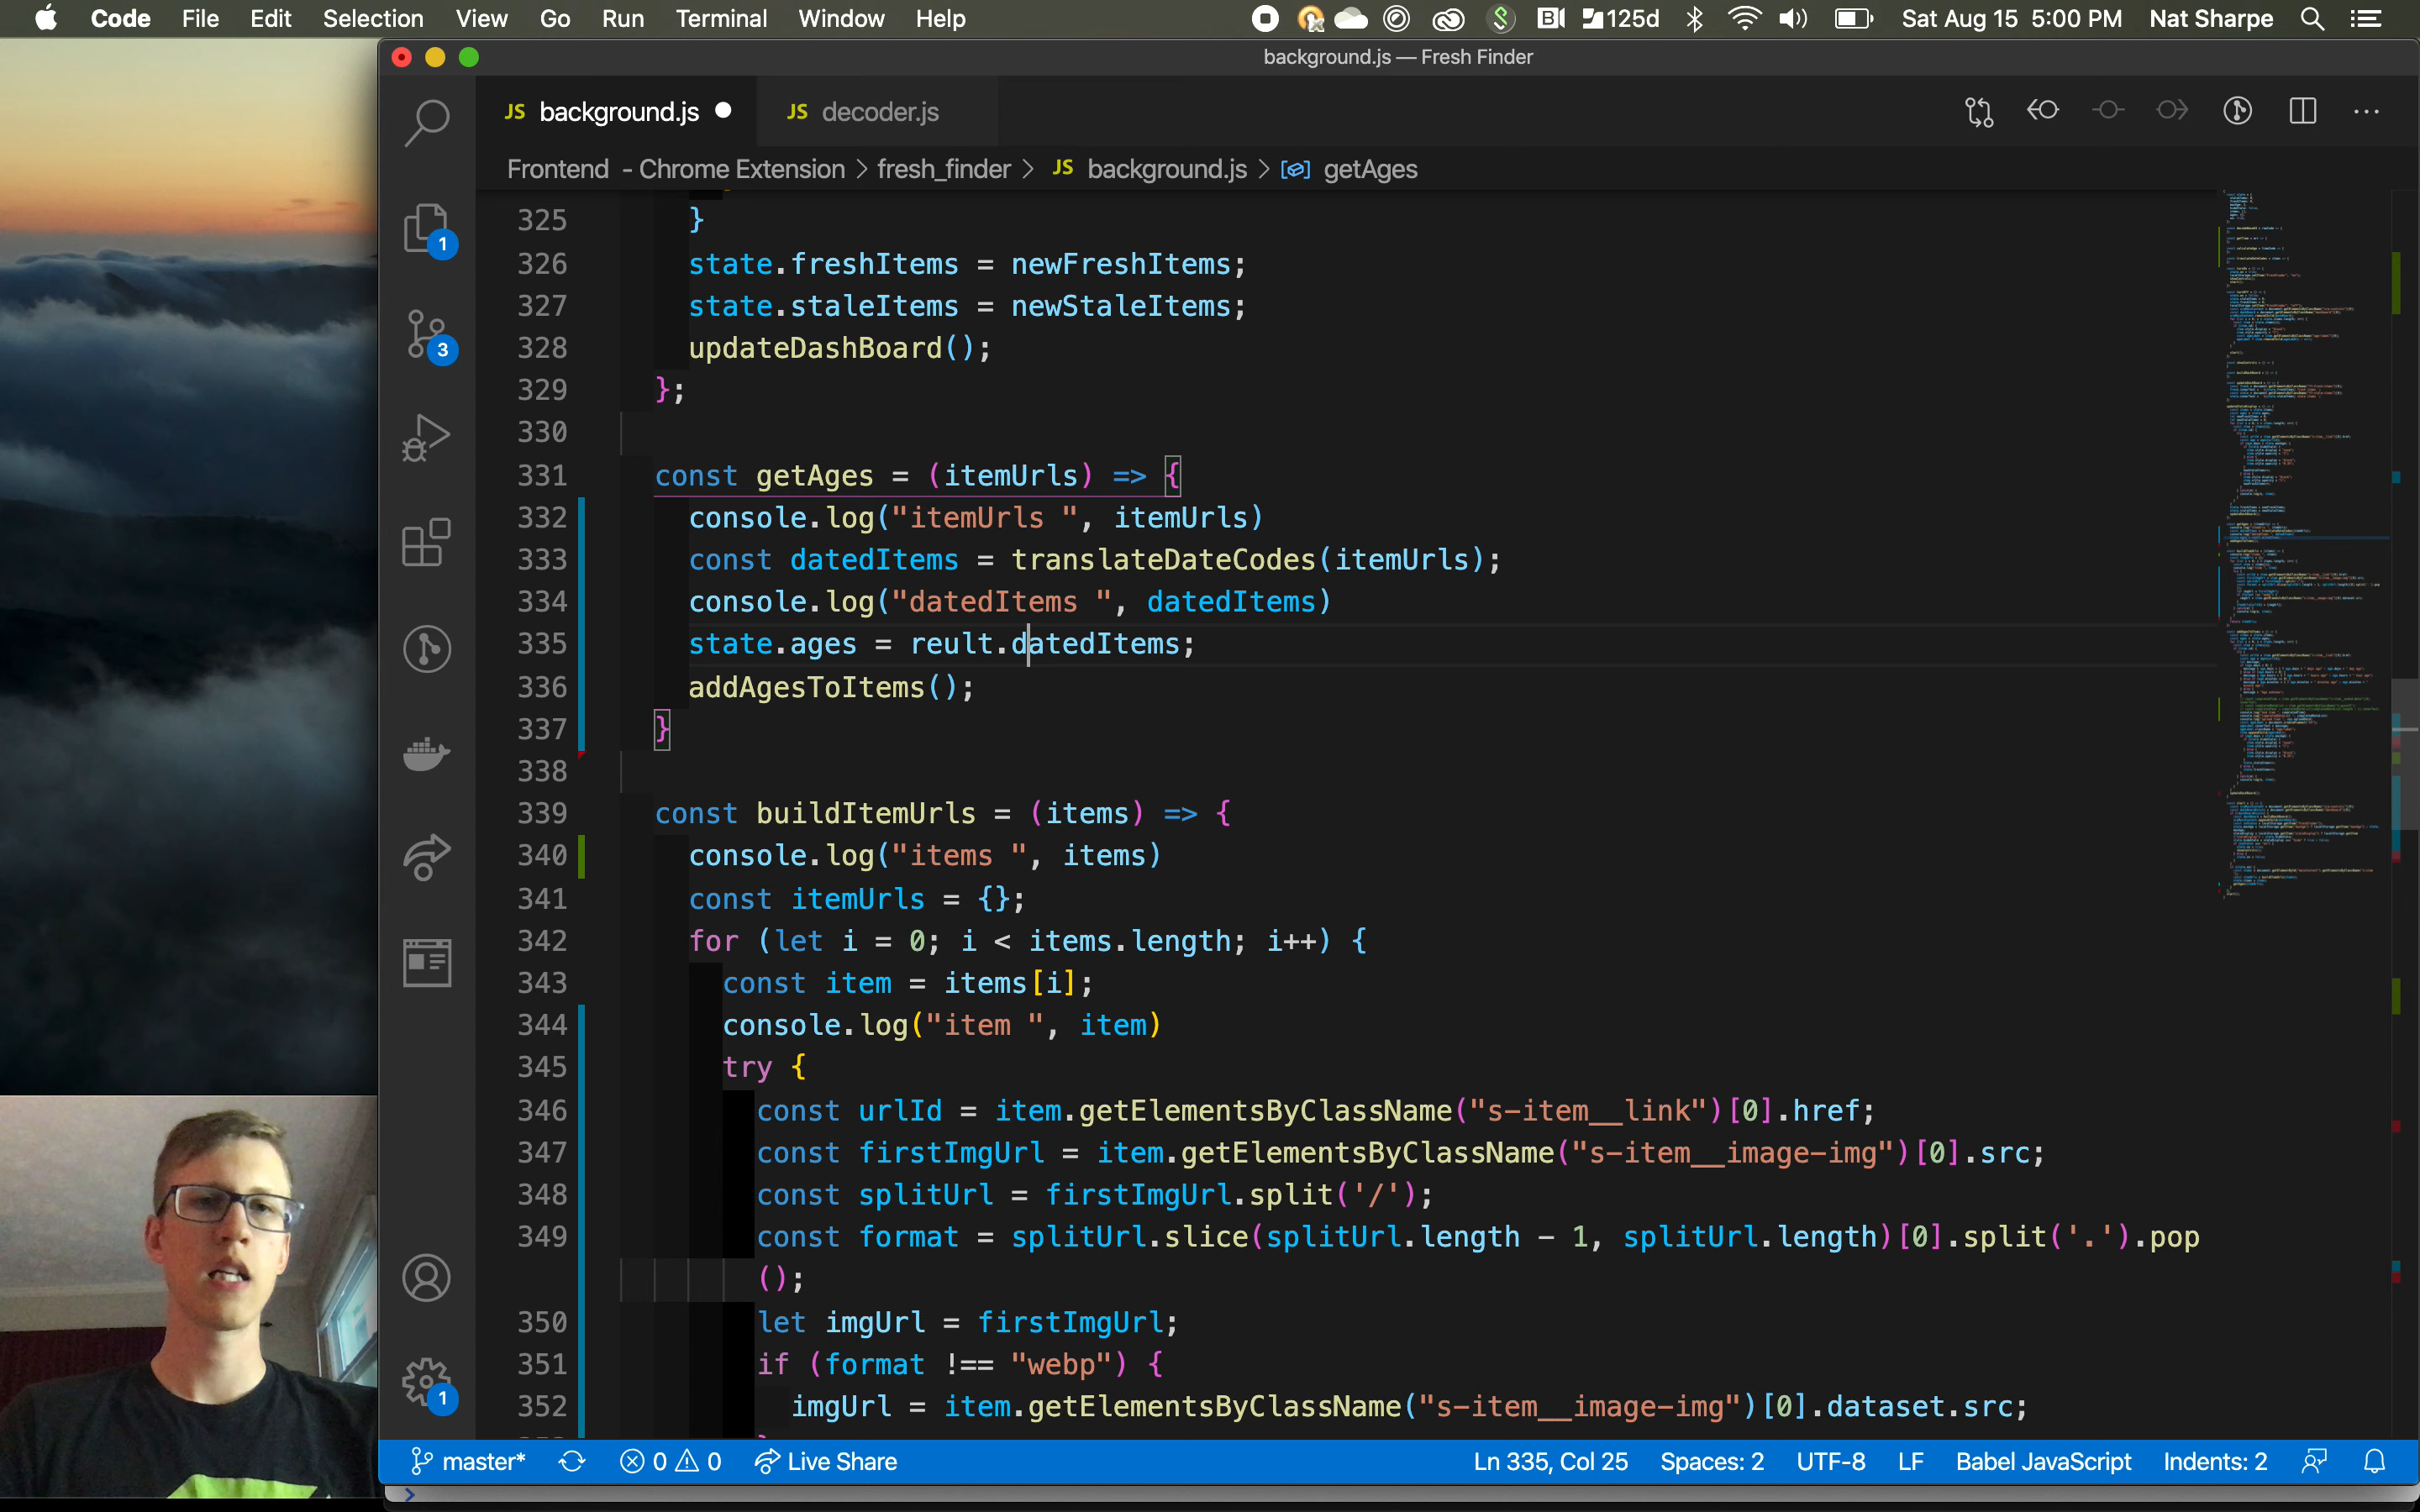 Code File Edit Selection View Go Run Terminal Window Help 125d Sat Aug 15 5:00 PM Nat Sharpe
background.js — Fresh Finder
JS background.js JS decoder.js
Frontend - Chrome Extension > fresh_finder > JS background.js > getAges
325 }
326 state.freshItems = newFreshItems;
327 state.staleItems = newStaleItems;
328 updateDashBoard();
329 };
330
331 const getAges = (itemUrls) => {
332 console.log("itemUrls ", itemUrls)
333 const datedItems = translateDateCodes(itemUrls);
334 console.log("datedItems ", datedItems)
335 state.ages = reult.datedItems;
336 addAgesToItems();
337 }
338
339 const buildItemUrls = (items) => {
340 console.log("items ", items)
341 const itemUrls = {};
342 for (let i = 0; i < items.length; i++) {
343 const item = items[i];
344 console.log("item ", item)
345 try {
346 const urlId = item.getElementsByClassName("s-item__link")[0].href;
347 const firstImgUrl = item.getElementsByClassName("s-item__image-img")[0].src;
348 const splitUrl = firstImgUrl.split('/');
349 const format = splitUrl.slice(splitUrl.length - 1, splitUrl.length)[0].split('.').pop
();
350 let imgUrl = firstImgUrl;
351 if (format !== "webp") {
352 imgUrl = item.getElementsByClassName("s-item__image-img")[0].dataset.src;
1
3
1
master* 0 0 Live Share Ln 335, Col 25 Spaces: 2 UTF-8 LF Babel JavaScript Indents: 2